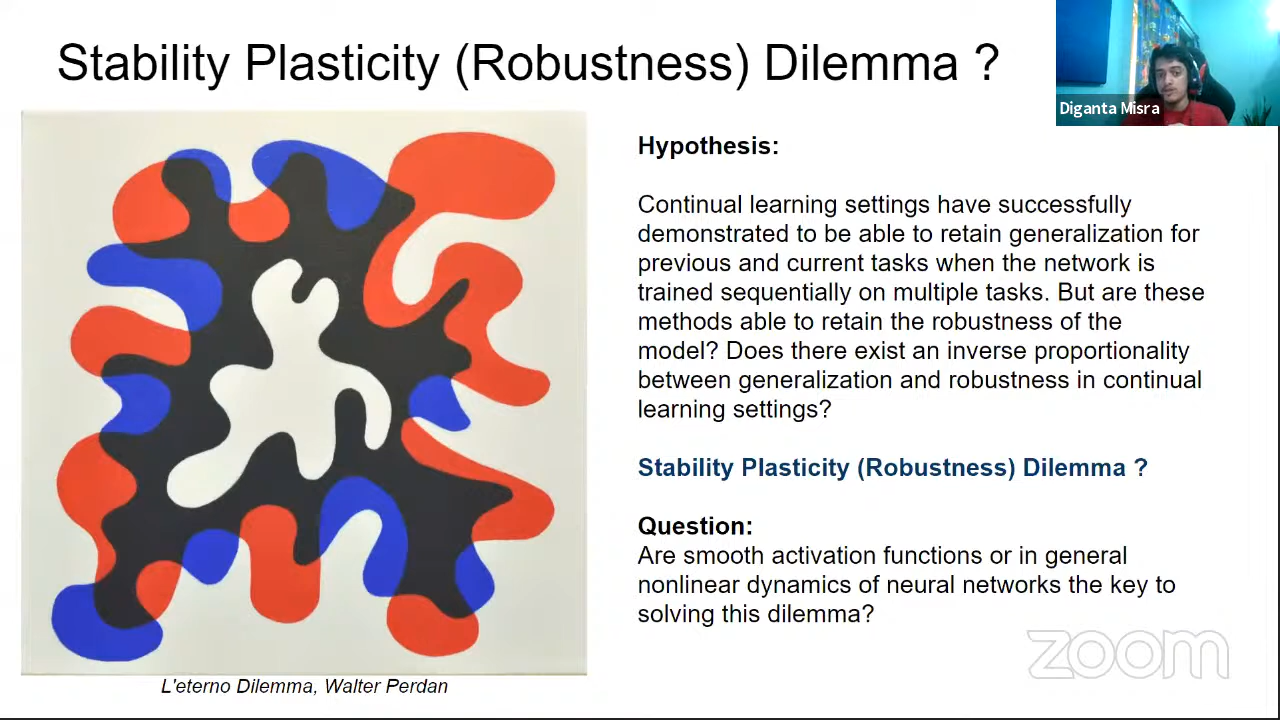 Stability Plasticity (Robustness) Dilemma ?
Diganta Misra
Hypothesis:
Continual learning settings have successfully
demonstrated to be able to retain generalization for
previous and current tasks when the network is
trained sequentially on multiple tasks. But are these
methods able to retain the robustness of the
model? Does there exist an inverse proportionality
between generalization and robustness in continual
learning settings?
Stability Plasticity (Robustness) Dilemma ?
Question:
Are smooth activation functions or in general
nonlinear dynamics of neural networks the key to
solving this dilemma?
zoom
L'eterno Dilemma, Walter Perdan